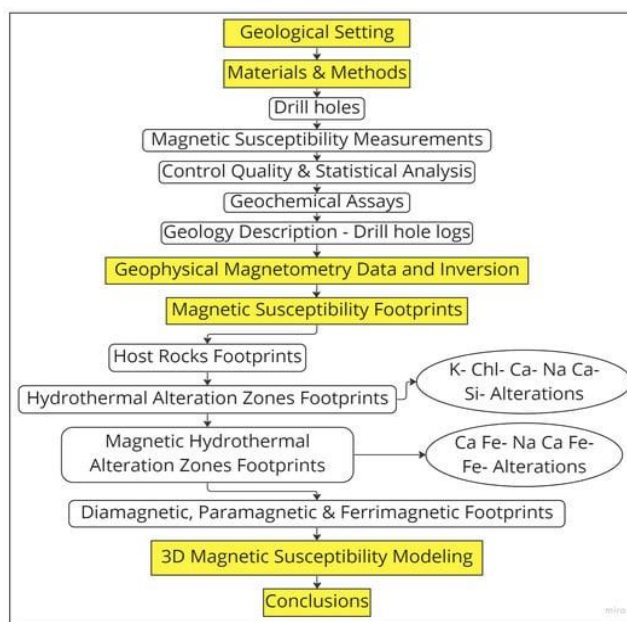 Geological Setting
Materials & Methods
Drill holes
Magnetic Susceptibility Measurements
Control Quality & Statistical Analysis
Geochemical Assays
Geology Description - Drill hole logs
Geophysical Magnetometry Data and Inversion
Magnetic Susceptibility Footprints
Host Rocks Footprints
Hydrothermal Alteration Zones Footprints
K- Chl- Ca- Na Ca-
Si- Alterations
Magnetic Hydrothermal
Alteration Zones Footprints
Ca Fe- Na Ca Fe-
Fe- Alterations
Diamagnetic, Paramagnetic & Ferrimagnetic Footprints
3D Magnetic Susceptibility Modeling
Conclusions
miro